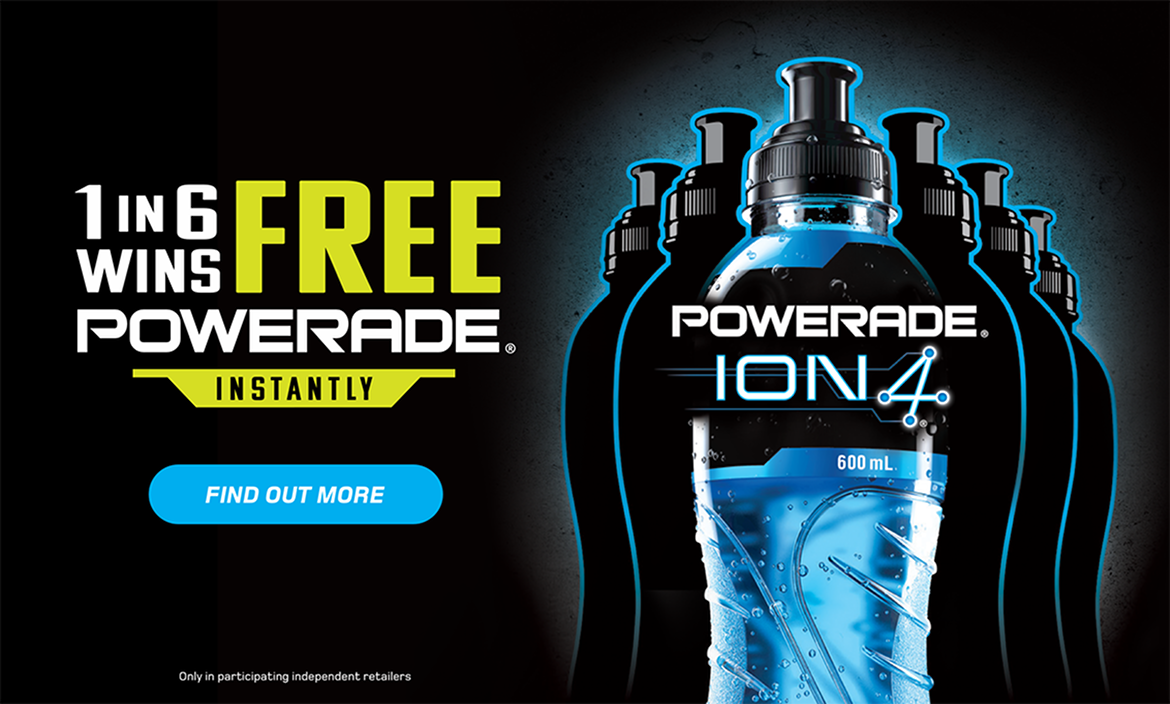 1 IN 6
WINS
FREE
POWERADE®
INSTANTLY
FIND OUT MORE
Only in participating independent retailers
POWERADE®
ION4®
600 mL